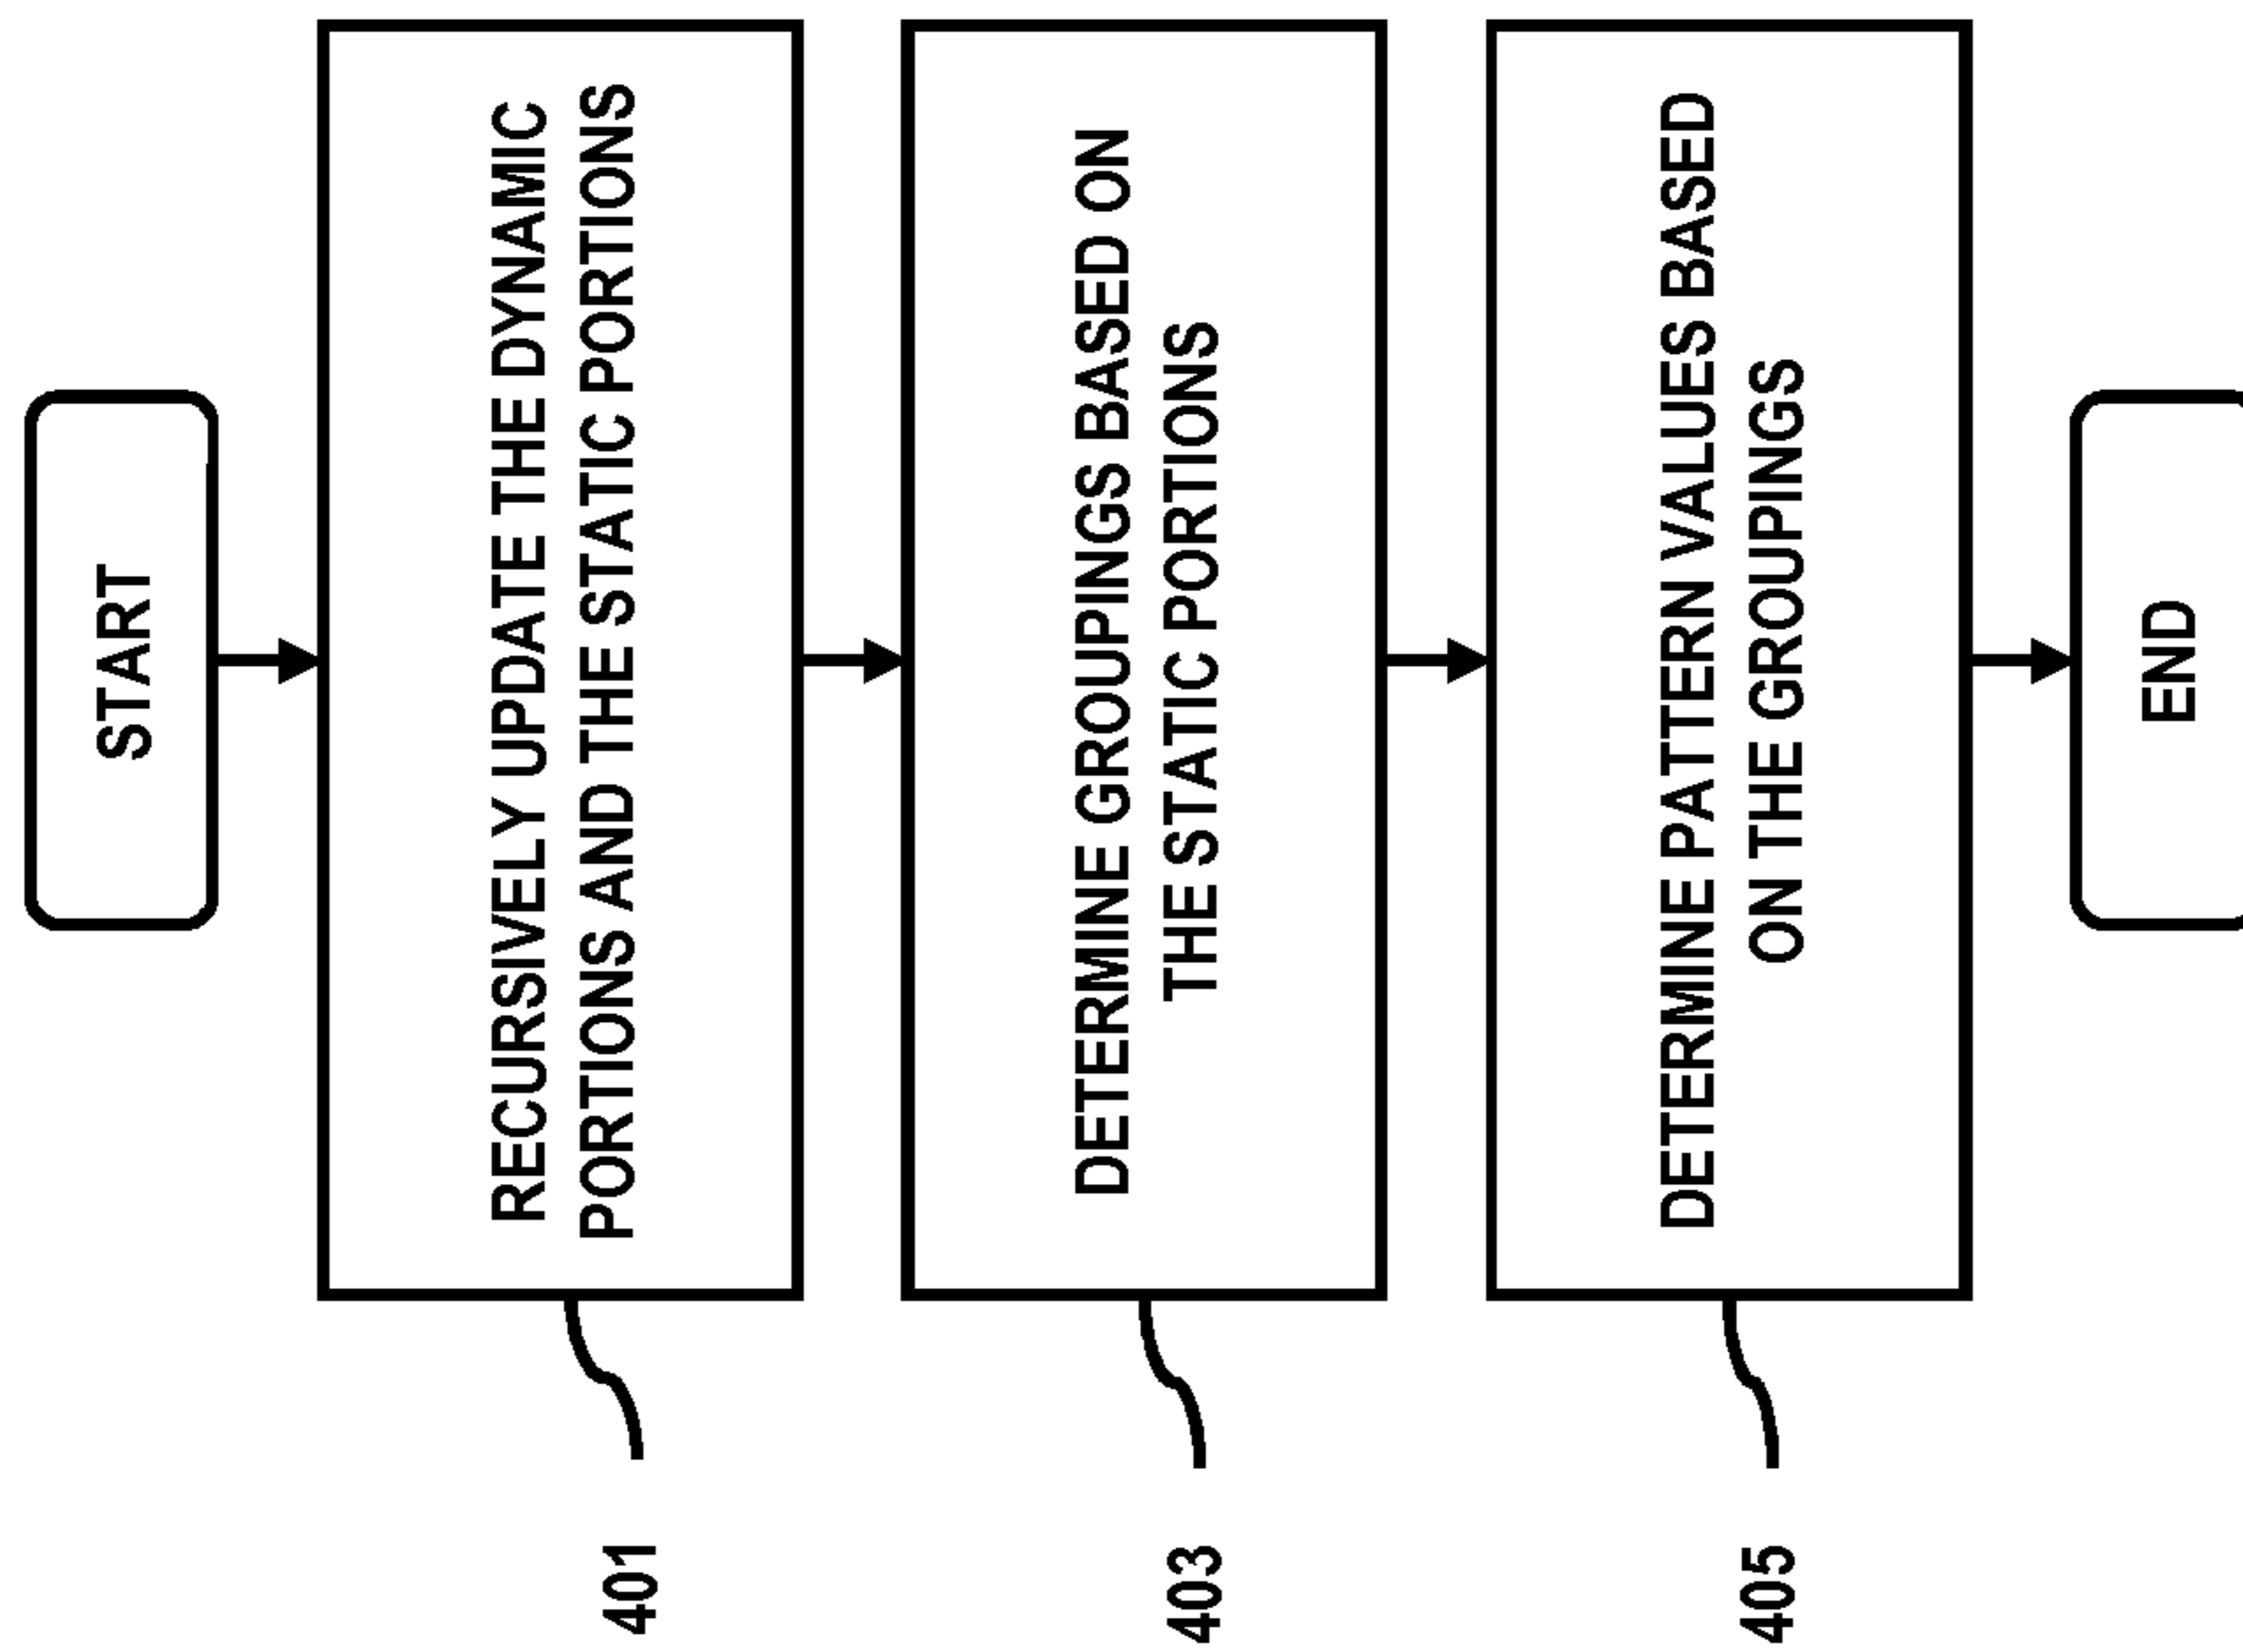 START
RECURSIVELY UPDATE THE DYNAMIC
PORTIONS AND THE STATIC PORTIONS
401
DETERMINE GROUPINGS BASED ON
THE STATIC PORTIONS
403
DETERMINE PATTERN VALUES BASED
ON THE GROUPINGS
405
END